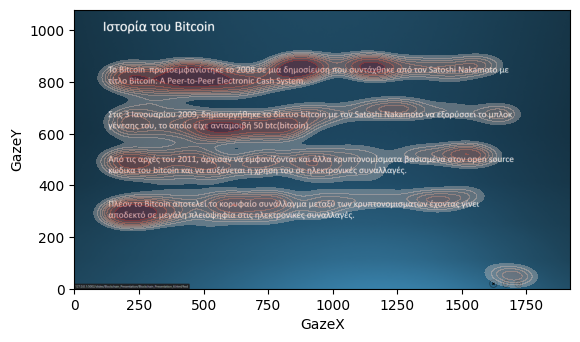 Ιστορία του Bitcoin
Το Bitcoin πρωτοεμφανίστηκε το 2008 σε μια δημοσίευση που συντάχθηκε από τον Satoshi Nakamoto με
τίτλο Bitcoin: A Peer-to-Peer Electronic Cash System.
Στις 3 Ιανουαρίου 2009, δημιουργήθηκε το δίκτυο bitcoin με τον Satoshi Nakamoto να εξορύσσει το μπλοκ
γένεσης του, το οποίο είχε ανταμοιβή 50 btc(bitcoin).
Από τις αρχές του 2011, άρχισαν να εμφανίζονται και άλλα κρυπτονομίσματα βασισμένα στον open source
κώδικα του bitcoin και να αυξάνεται η χρήση του σε ηλεκτρονικές συναλλαγές.
Πλέον το Bitcoin αποτελεί το κορυφαίο συνάλλαγμα μεταξύ των κρυπτονομισμάτων έχοντας γίνει
αποδεκτό σε μεγάλη πλειοψηφία στις ηλεκτρονικές συναλλαγές.
GazeY
1000
800
600
400
200
0
0 250 500 750 1000 1250 1500 1750
GazeX